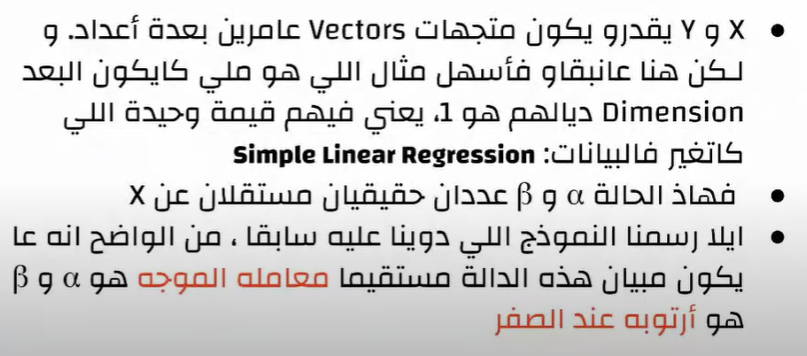 X و Y يقدرو يكون متجهات Vectors عامرين بعدة أعداد. و
لكن هنا عانبقاو فأسهل مثال اللي هو ملي كايكون البعد
Dimension ديالهم هو 1، يعني فيهم قيمة وحيدة اللي
كاتغير فالبيانات: Simple Linear Regression
فهاذ الحالة α و β عددان حقيقيان مستقلان عن X
ايلا رسمنا النموذج اللي دوينا عليه سابقا ، من الواضح انه عا
يكون مبيان هذه الدالة مستقيما معامله الموجه هو α و β
هو أرتوبه عند الصفر